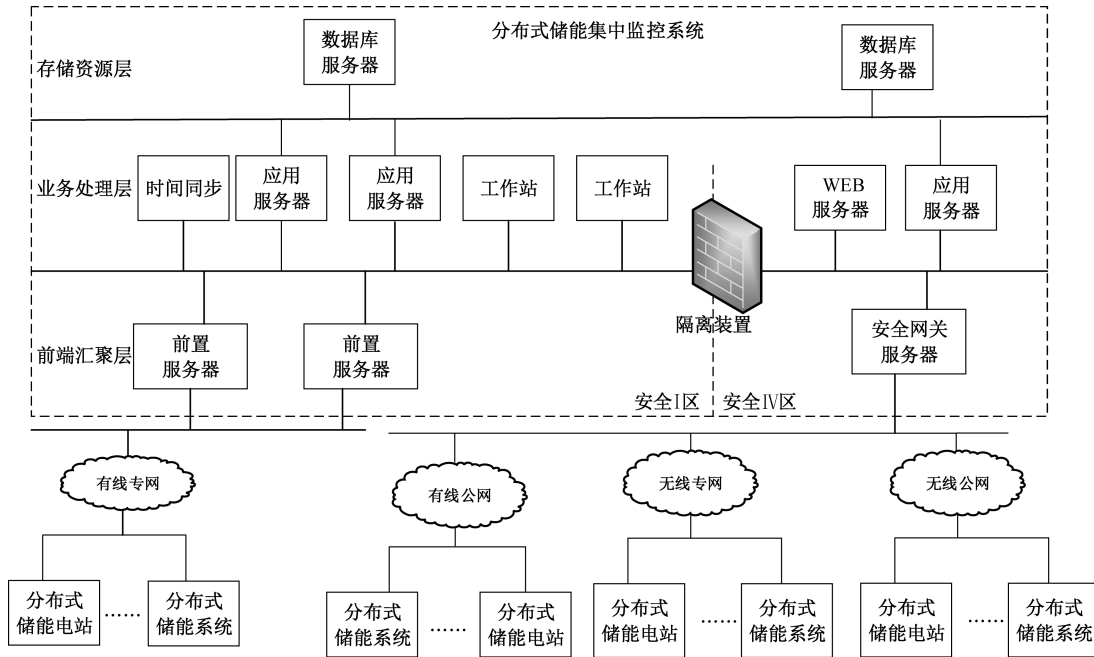 分布式储能集中监控系统
数据库
服务器
数据库
服务器
存储资源层
业务处理层
时间同步
应用
服务器
应用
服务器
工作站
工作站
WEB
服务器
应用
服务器
隔离装置
前端汇聚层
前置
服务器
前置
服务器
安全网关
服务器
安全I区
安全IV区
有线专网
有线公网
无线专网
无线公网
分布式
储能电站
……
分布式
储能系统
分布式
储能系统
……
分布式
储能电站
分布式
储能电站
……
分布式
储能系统
分布式
储能电站
……
分布式
储能系统